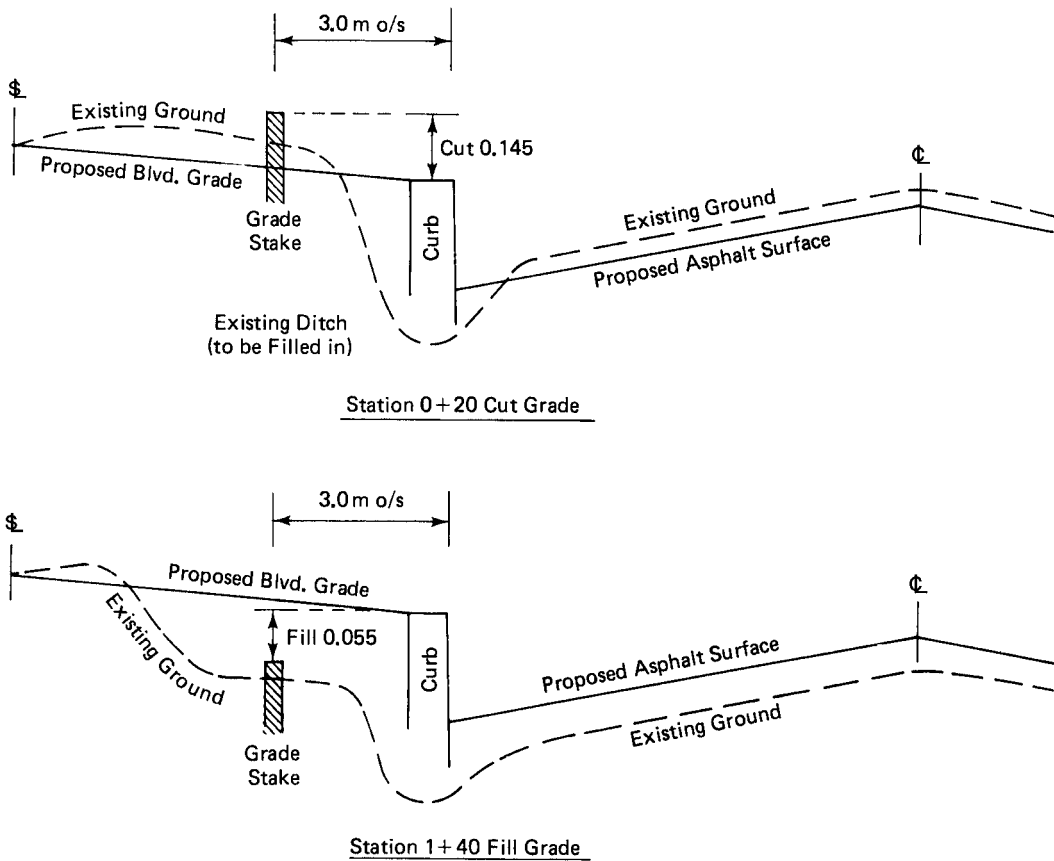 3.0 m o/s
℄
Existing Ground
Cut 0.145
Proposed Blvd. Grade
Grade
Stake
Curb
℄
Existing Ground
Proposed Asphalt Surface
Existing Ditch
(to be Filled in)
Station 0+20 Cut Grade
3.0 m o/s
℄
Proposed Blvd. Grade
Existing Ground
Fill 0.055
Curb
Grade
Stake
℄
Proposed Asphalt Surface
Existing Ground
Station 1+40 Fill Grade